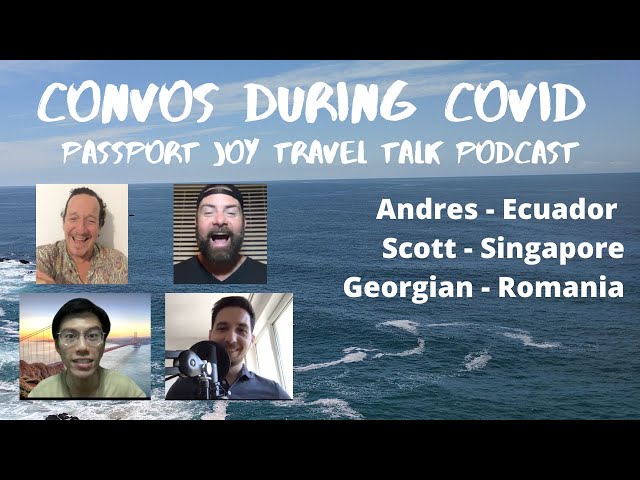 CONVOS DURING COVID
PASSPORT JOY TRAVEL TALK PODCAST
Andres - Ecuador
Scott - Singapore
Georgian - Romania